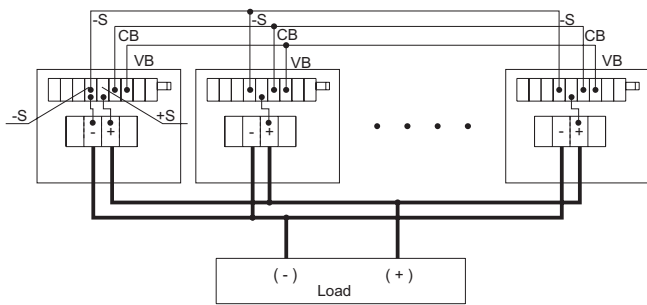 -S -S -S
CB CB CB
VB VB VB
-S +S
- + - + - +
(-) (+)
Load